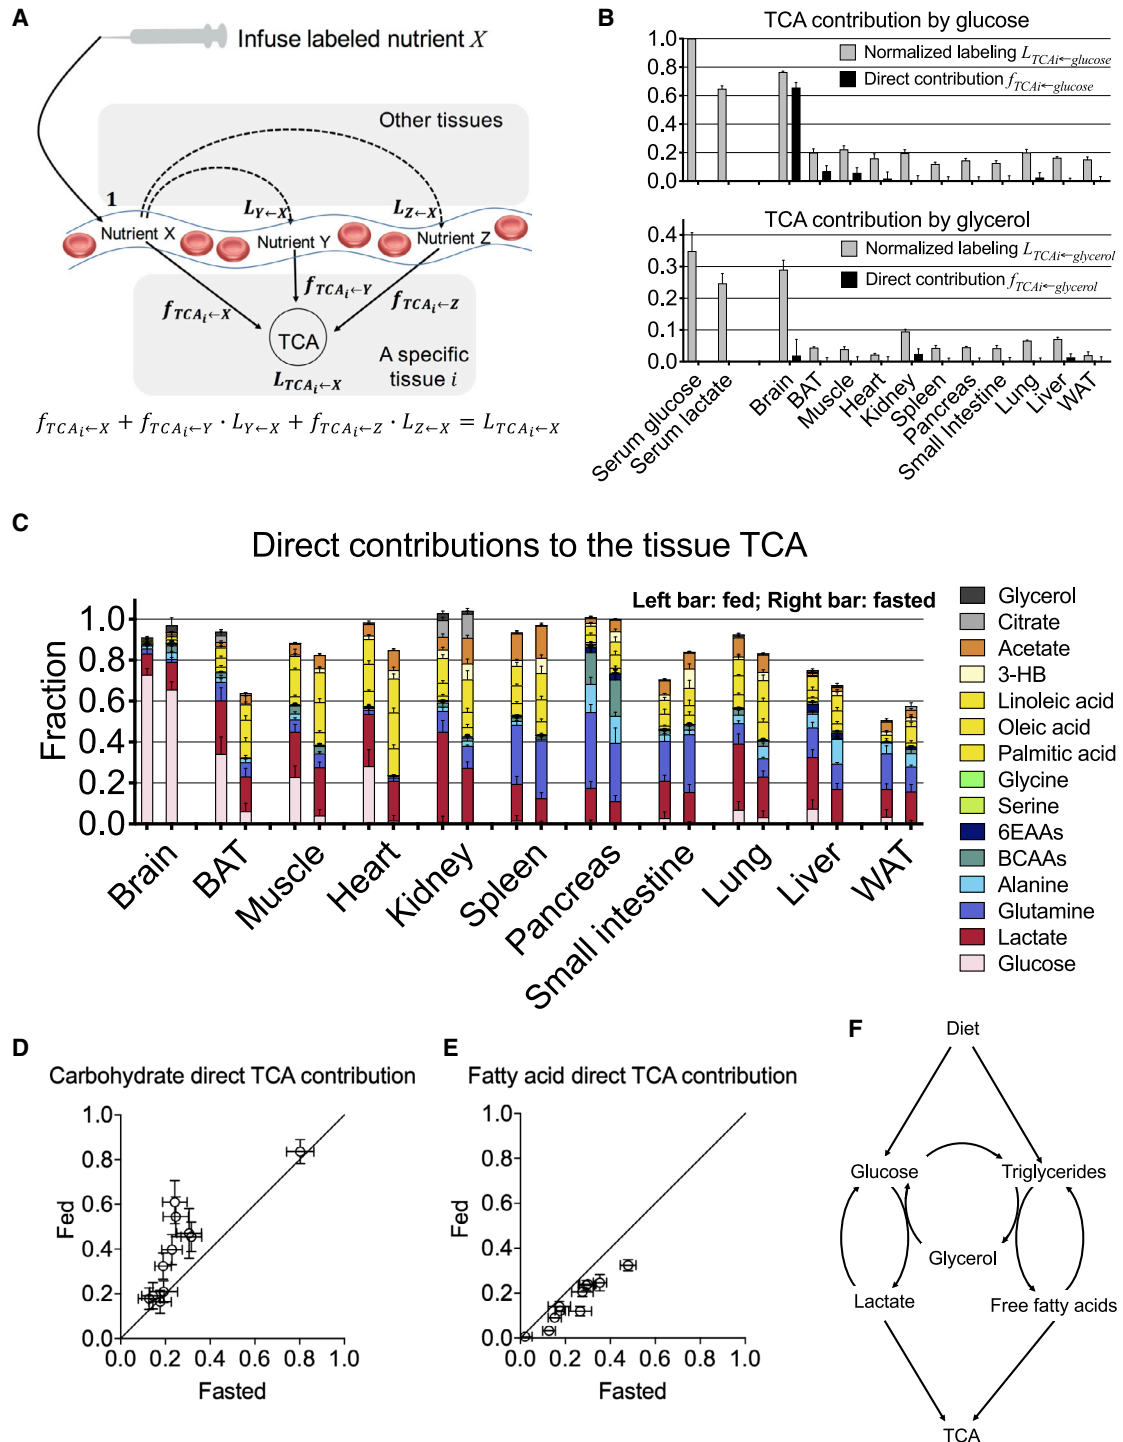 A
Infuse labeled nutrient X
Other tissues
1
L_{Y←X}
L_{Z←X}
Nutrient X
Nutrient Y
Nutrient Z
f_{TCA_i←X}
f_{TCA_i←Y}
f_{TCA_i←Z}
TCA
L_{TCA_i←X}
A specific
tissue i
f_{TCA_i←X} + f_{TCA_i←Y} · L_{Y←X} + f_{TCA_i←Z} · L_{Z←X} = L_{TCA_i←X}
B
TCA contribution by glucose
Normalized labeling L_{TCAi←glucose}
Direct contribution f_{TCAi←glucose}
1.0
0.8
0.6
0.4
0.2
0.0
TCA contribution by glycerol
Normalized labeling L_{TCAi←glycerol}
Direct contribution f_{TCAi←glycerol}
0.4
0.3
0.2
0.1
0.0
Serum glucose
Serum lactate
Brain
BAT
Muscle
Heart
Kidney
Spleen
Pancreas
Small Intestine
Lung
Liver
WAT
C
Direct contributions to the tissue TCA
Left bar: fed; Right bar: fasted
Fraction
1.0
0.8
0.6
0.4
0.2
0.0
Brain
BAT
Muscle
Heart
Kidney
Spleen
Pancreas
Small intestine
Lung
Liver
WAT
Glycerol
Citrate
Acetate
3-HB
Linoleic acid
Oleic acid
Palmitic acid
Glycine
Serine
6EAAs
BCAAs
Alanine
Glutamine
Lactate
Glucose
D
Carbohydrate direct TCA contribution
Fed
1.0
0.8
0.6
0.4
0.2
0.0
0.0 0.2 0.4 0.6 0.8 1.0
Fasted
E
Fatty acid direct TCA contribution
Fed
1.0
0.8
0.6
0.4
0.2
0.0
0.0 0.2 0.4 0.6 0.8 1.0
Fasted
F
Diet
Glucose
Triglycerides
Glycerol
Lactate
Free fatty acids
TCA